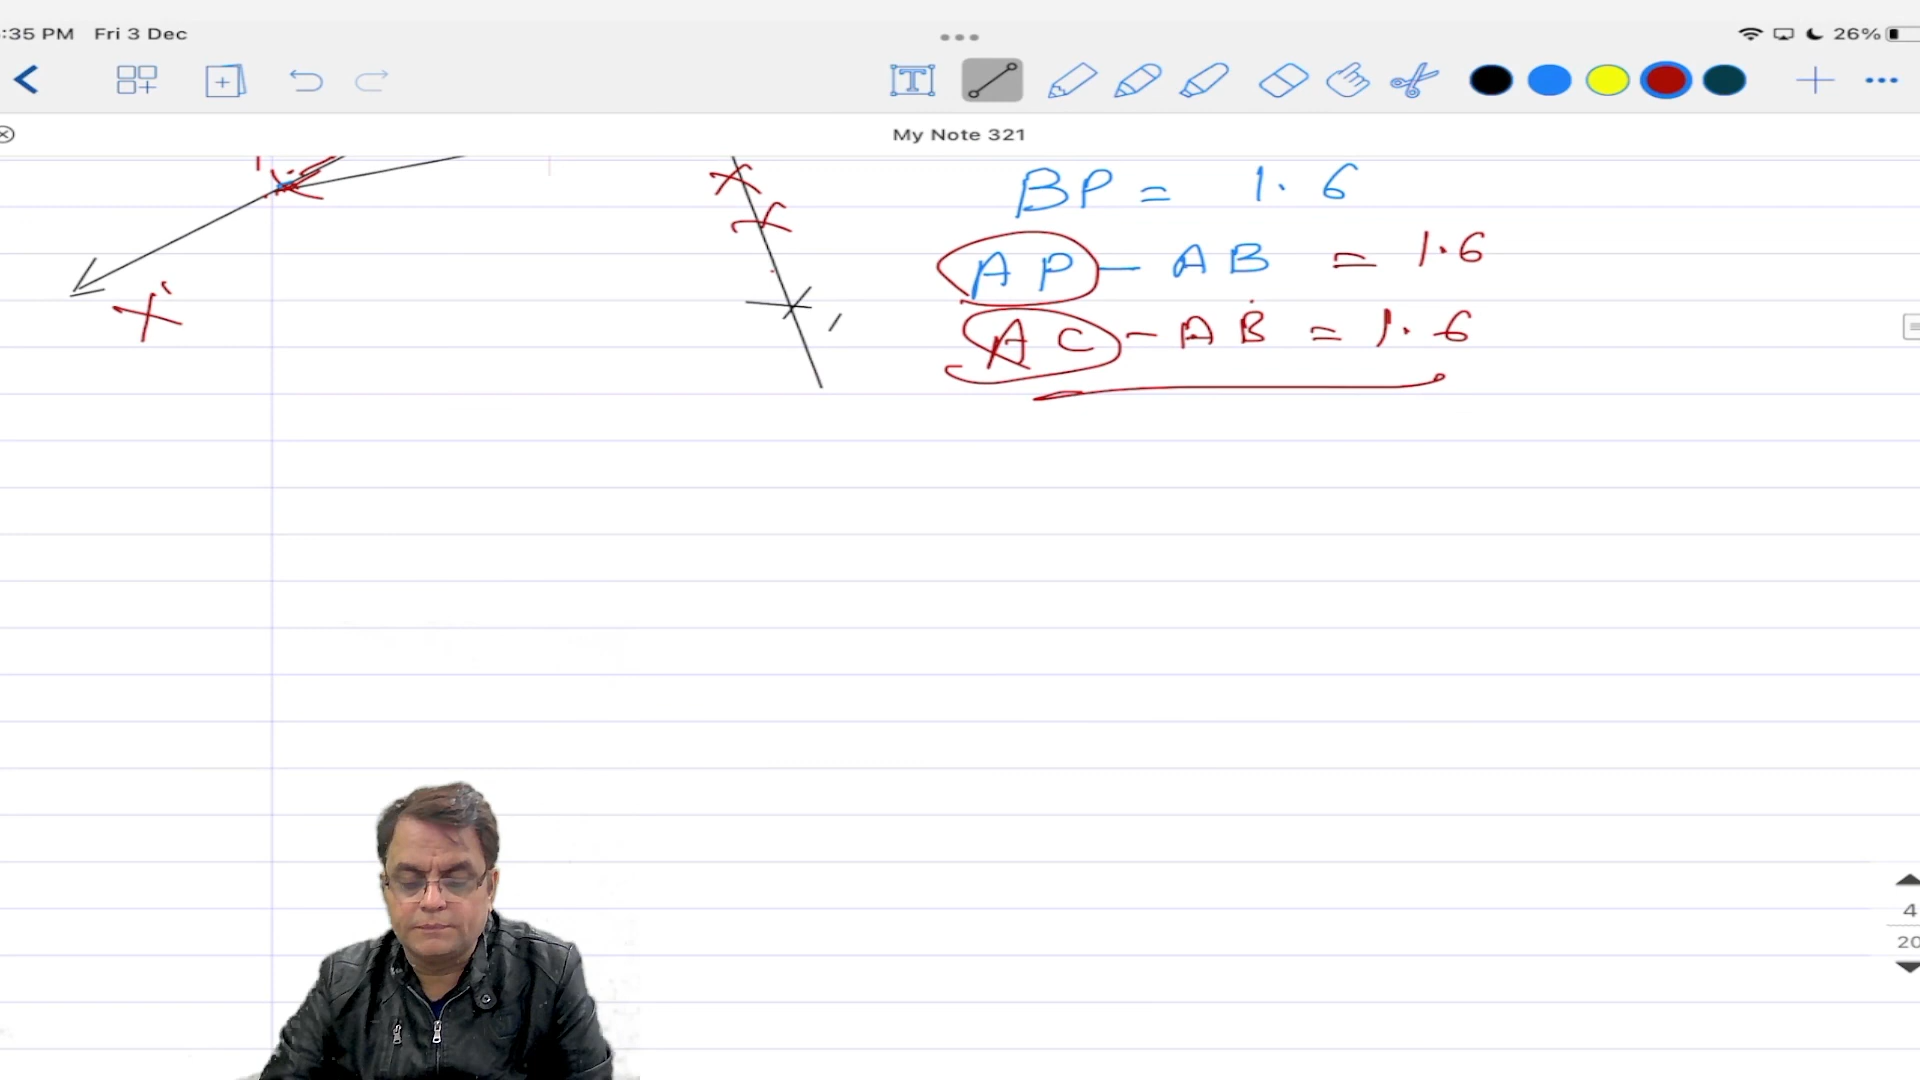 :35 PM Fri 3 Dec
26%
T
My Note 321
BP = 1.6
AP - AB = 1.6
AC - AB = 1.6
X'
4
20